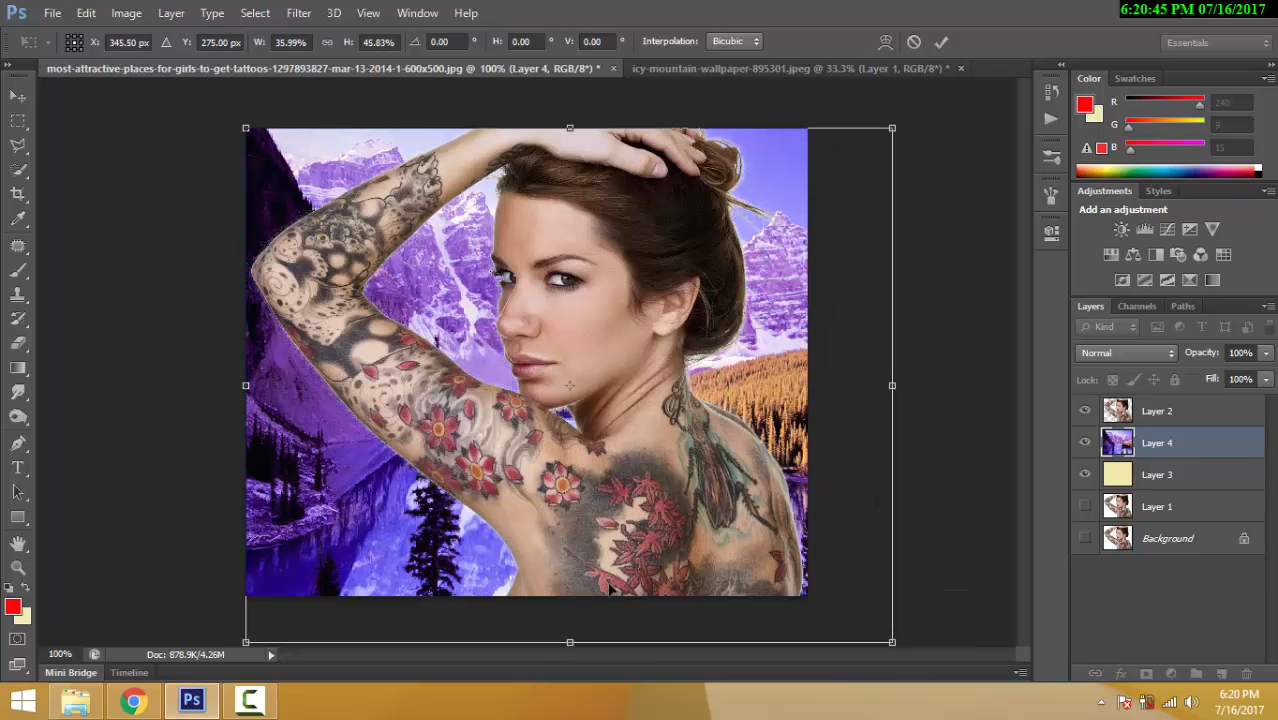 6:20:45 PM 07/16/2017
Ps File Edit Image Layer Type Select Filter 3D View Window Help
X: 345.50 px Y: 275.00 px W: 35.99% H: 45.83% 0.00 ° H: 0.00 ° V: 0.00 ° Interpolation: Bicubic Essentials
most-attractive-places-for-girls-to-get-tattoos-1297893827-mar-13-2014-1-600x500.jpg @ 100% (Layer 4, RGB/8*) * × icy-mountain-wallpaper-895301.jpeg @ 33.3% (Layer 1, RGB/8*) * ×
Color Swatches
R 240
G 9
B 15
Adjustments Styles
Add an adjustment
Layers Channels Paths
Kind
Normal Opacity: 100%
Lock: Fill: 100%
Layer 2
Layer 4
Layer 3
Layer 1
Background
100% Doc: 878.9K/4.26M
Mini Bridge Timeline
Ps
6:20 PM
7/16/2017